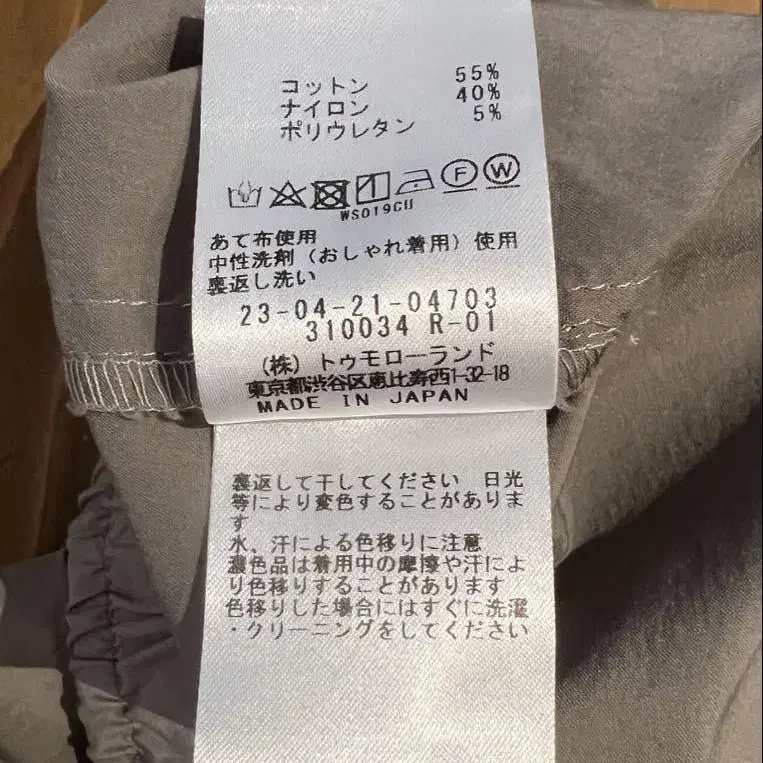 コットン 55%
ナイロン 40%
ポリウレタン 5%
F W
WS019CU
あて布使用
中性洗剤(おしゃれ着用)使用
裏返し洗い
23-04-21-04703
310034 R-01
(株)トゥモローランド
東京都渋谷区恵比寿西1-32-18
MADE IN JAPAN
裏返して干してください 日光
等により変色することがありま
す
水、汗による色移りに注意
濃色品は着用中の摩擦や汗によ
り色移りすることがあります
色移りした場合にはすぐに洗濯
・クリーニングをしてください